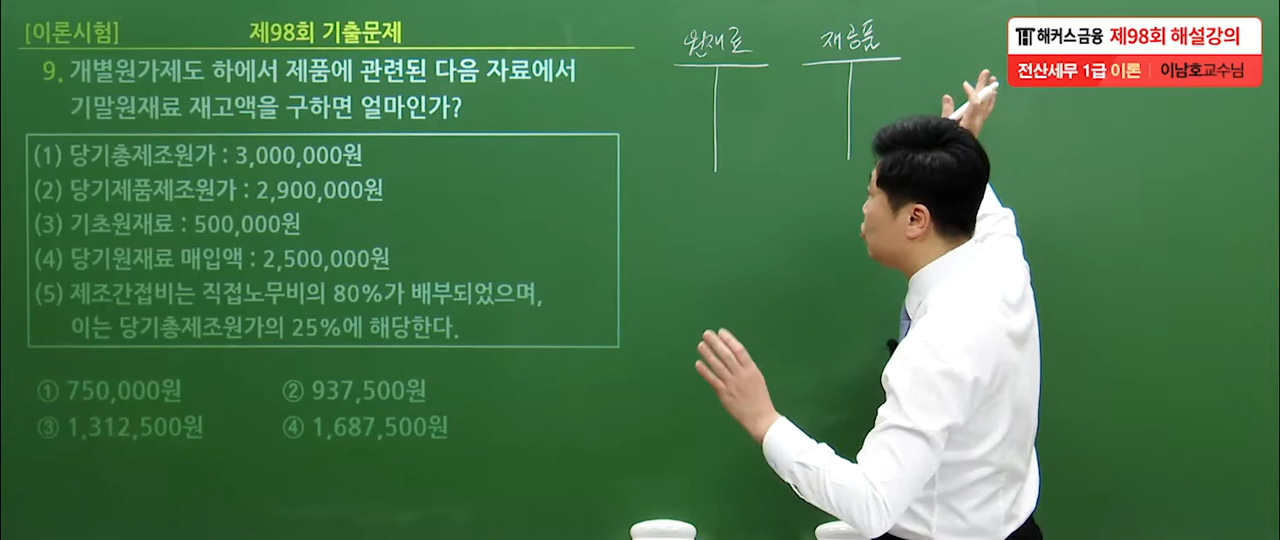 [이론시험] 제98회 기출문제
9. 개별원가제도 하에서 제품에 관련된 다음 자료에서
기말원재료 재고액을 구하면 얼마인가?
(1) 당기총제조원가 : 3,000,000원
(2) 당기제품제조원가 : 2,900,000원
(3) 기초원재료 : 500,000원
(4) 당기원재료 매입액 : 2,500,000원
(5) 제조간접비는 직접노무비의 80%가 배부되었으며,
이는 당기총제조원가의 25%에 해당한다.
① 750,000원 ② 937,500원
③ 1,312,500원 ④ 1,687,500원
원재료 재공품
해커스금융 제98회 해설강의
전산세무 1급 이론 이남호교수님